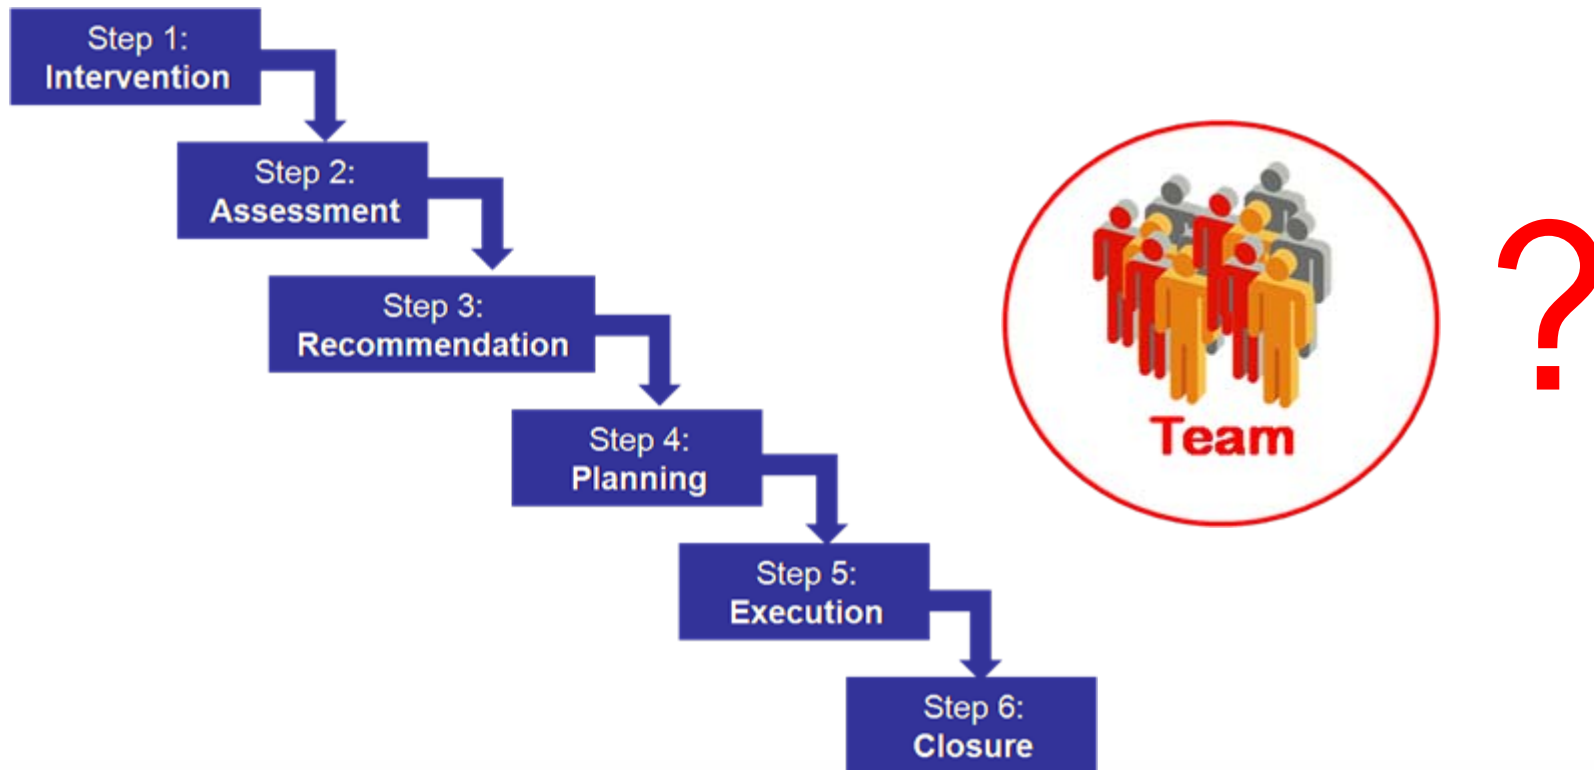 Step 1:
Intervention
Step 2:
Assessment
Step 3:
Recommendation
Step 4:
Planning
Step 5:
Execution
Step 6:
Closure
Team
?